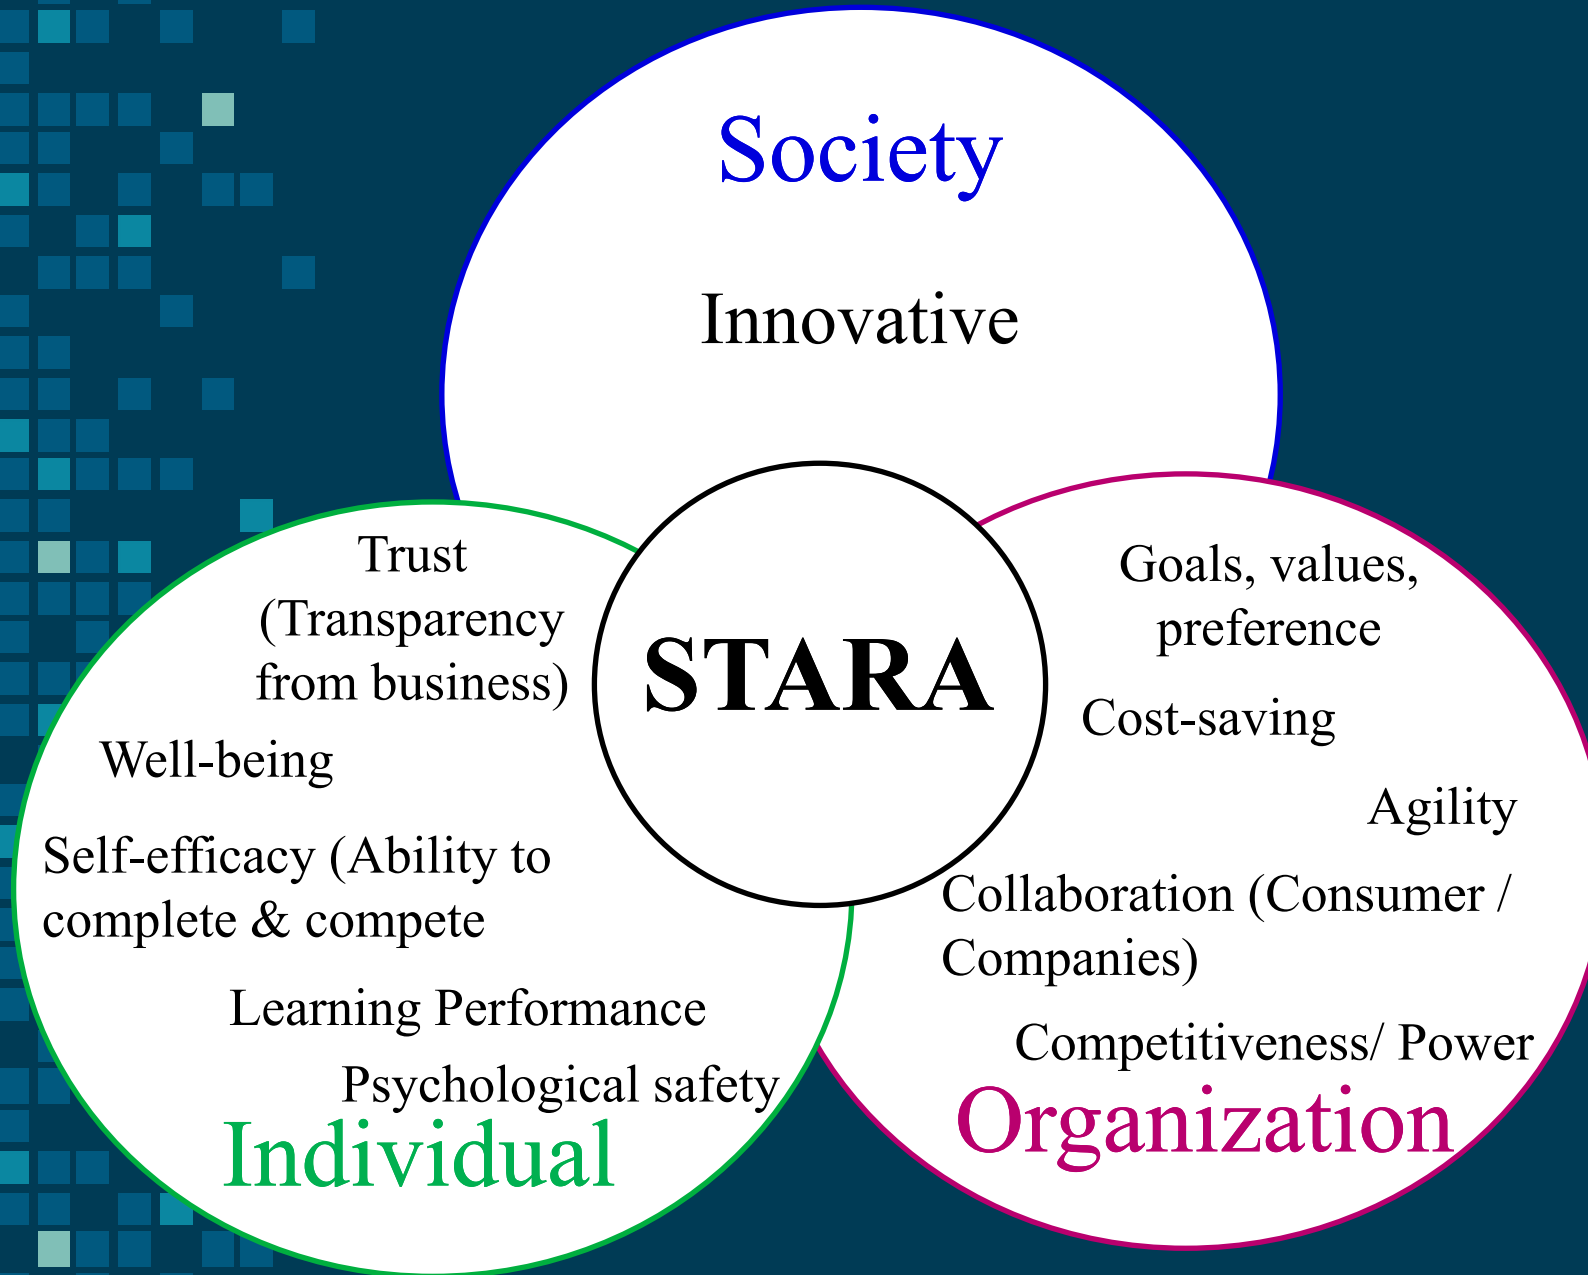 Society
Innovative
Trust
(Transparency
from business)
Well-being
Self-efficacy (Ability to
complete & compete
Learning Performance
Psychological safety
Individual
STARA
Goals, values,
preference
Cost-saving
Agility
Collaboration (Consumer /
Companies)
Competitiveness/ Power
Organization